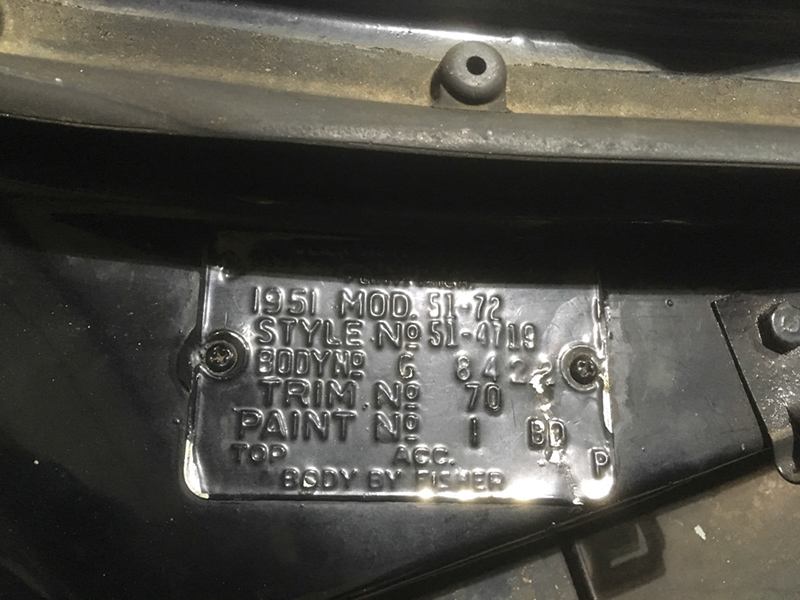 1951 MOD. 51-72
STYLE Nº 51-4719
BODY Nº G 8422
TRIM Nº 70
PAINT Nº 1 BD
TOP ACC. P
BODY BY FISHER